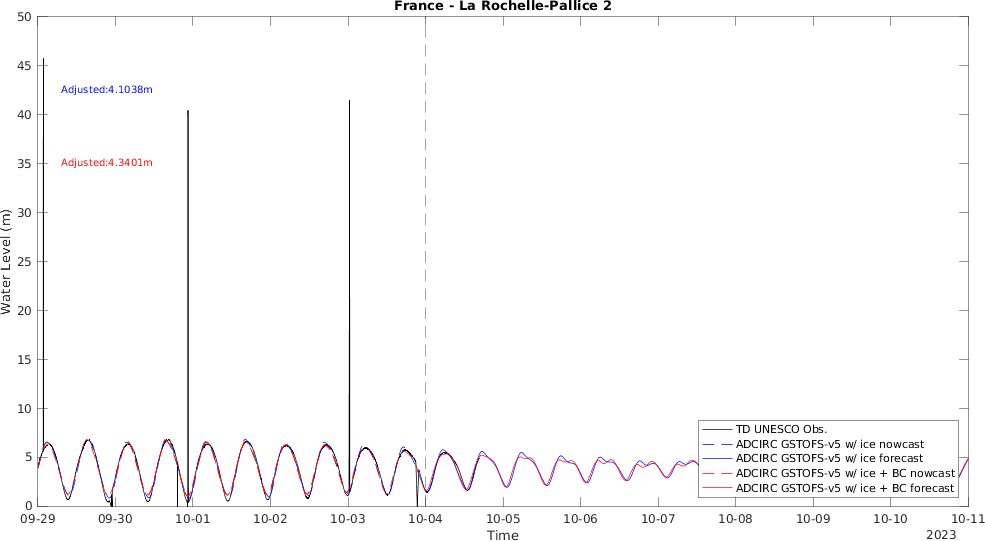 France - La Rochelle-Pallice 2
50
45
40
35
30
25
20
15
10
5
0
Water Level (m)
Adjusted:4.1038m
Adjusted:4.3401m
TD UNESCO Obs.
ADCIRC GSTOFS-v5 w/ ice nowcast
ADCIRC GSTOFS-v5 w/ ice forecast
ADCIRC GSTOFS-v5 w/ ice + BC nowcast
ADCIRC GSTOFS-v5 w/ ice + BC forecast
09-29 09-30 10-01 10-02 10-03 10-04 10-05 10-06 10-07 10-08 10-09 10-10 10-11
Time
2023